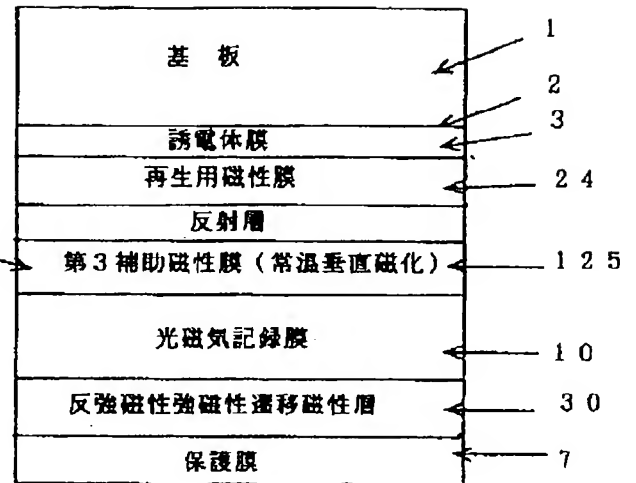 基 板
1
2
誘電体膜
3
再生用磁性膜
24
反射層
第3補助磁性膜(常温垂直磁化)
125
光磁気記録膜
10
反強磁性強磁性遷移磁性層
30
保護膜
7